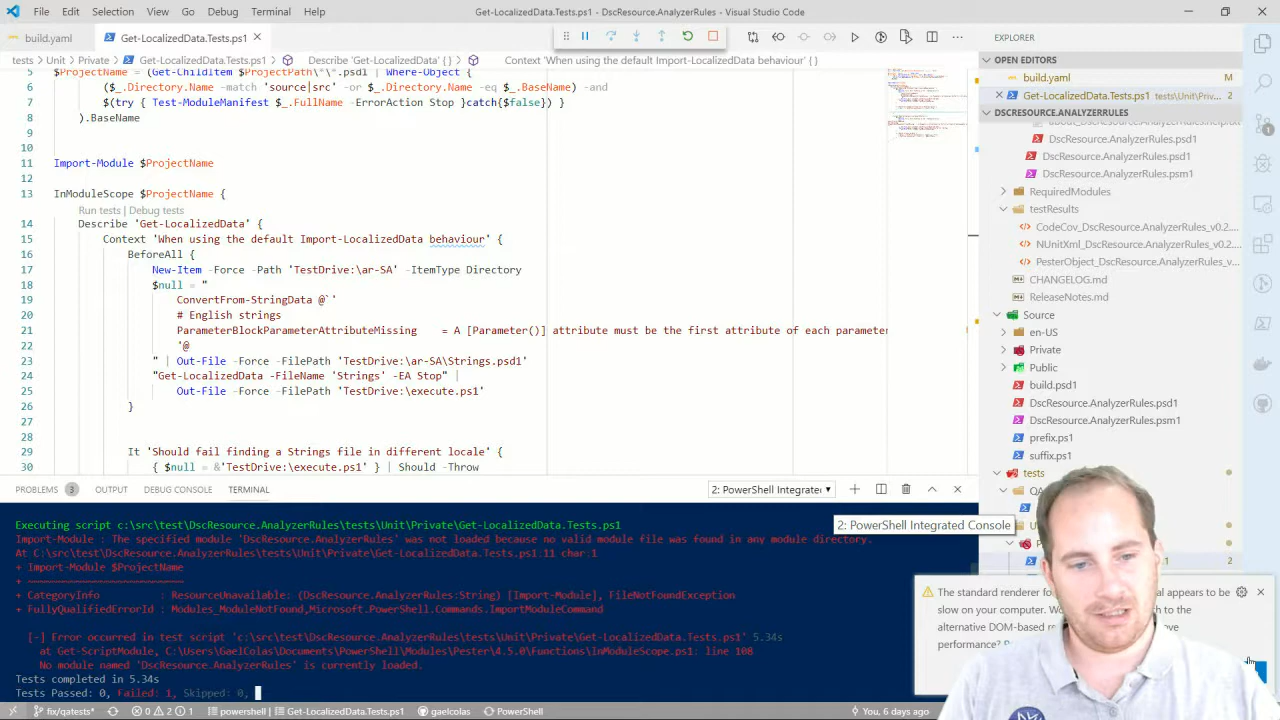 File Edit Selection View Go Run Terminal Help
Get-LocalizedData.Tests.ps1 - DscResource.AnalyzerRules - Visual Studio Code
build.yaml
Get-LocalizedData.Tests.ps1
tests > Unit > Private > Get-LocalizedData.Tests.ps1 > Describe 'Get-LocalizedData' { } > Context 'When using the default Import-LocalizedData behaviour' { }
5 $ProjectName = (Get-ChildItem $ProjectPath\*\*.psd1 | Where-Object {
6 ($_.Directory.Name -match 'source|src' -or $_.Directory.Name -eq $_.BaseName) -and
7 $(try { Test-ModuleManifest $_.FullName -ErrorAction Stop }catch{$false}) }
8 ).BaseName
9
10
11 Import-Module $ProjectName
12
13 InModuleScope $ProjectName {
Run tests | Debug tests
14 Describe 'Get-LocalizedData' {
15 Context 'When using the default Import-LocalizedData behaviour' {
16 BeforeAll {
17 New-Item -Force -Path 'TestDrive:\ar-SA' -ItemType Directory
18 $null = "
19 ConvertFrom-StringData @`'
20 # English strings
21 ParameterBlockParameterAttributeMissing = A [Parameter()] attribute must be the first attribute of each parameter
22 '@
23 " | Out-File -Force -FilePath 'TestDrive:\ar-SA\Strings.psd1'
24 "Get-LocalizedData -FileName 'Strings' -EA Stop" |
25 Out-File -Force -FilePath 'TestDrive:\execute.ps1'
26 }
27
28
29 It 'Should fail finding a Strings file in different locale' {
30 { $null = &'TestDrive:\execute.ps1' } | Should -Throw
PROBLEMS 3 OUTPUT DEBUG CONSOLE TERMINAL
2: PowerShell Integrated
2: PowerShell Integrated Console
Executing script c:\src\test\DscResource.AnalyzerRules\tests\Unit\Private\Get-LocalizedData.Tests.ps1
Import-Module : The specified module 'DscResource.AnalyzerRules' was not loaded because no valid module file was found in any module directory.
At C:\src\test\DscResource.AnalyzerRules\tests\Unit\Private\Get-LocalizedData.Tests.ps1:11 char:1
+ Import-Module $ProjectName
+ ~~~~~~~~~~~~~~~~~~~~~~~~~~
+ CategoryInfo : ResourceUnavailable: (DscResource.AnalyzerRules:String) [Import-Module], FileNotFoundException
+ FullyQualifiedErrorId : Modules_ModuleNotFound,Microsoft.PowerShell.Commands.ImportModuleCommand
[-] Error occurred in test script 'c:\src\test\DscResource.AnalyzerRules\tests\Unit\Private\Get-LocalizedData.Tests.ps1' 5.34s
at Get-ScriptModule, C:\Users\GaelColas\Documents\PowerShell\Modules\Pester\4.5.0\Functions\InModuleScope.ps1: line 108
No module named 'DscResource.AnalyzerRules' is currently loaded.
Tests completed in 5.34s
Tests Passed: 0, Failed: 1, Skipped: 0,
EXPLORER
OPEN EDITORS
build.yaml M
Get-LocalizedData.Tests.ps1 tests\Unit\Priv... 2
DSCRESOURCE.ANALYZERRULES
DscResource.AnalyzerRules.psd1
DscResource.AnalyzerRules.psd1
DscResource.AnalyzerRules.psm1
RequiredModules
testResults
CodeCov_DscResource.AnalyzerRules_v0.2...
NUnitXml_DscResource.AnalyzerRules_v0.2...
PesterObject_DscResource.AnalyzerRules_v...
CHANGELOG.md
ReleaseNotes.md
Source
en-US
Private
Public
build.psd1
DscResource.AnalyzerRules.psd1
DscResource.AnalyzerRules.psm1
prefix.ps1
suffix.ps1
tests
QA
The standard renderer for
al appears to be
slow on your computer. Wo
h to the
alternative DOM-based re
ve
performance?
fix/qatests* 0 2 1 powershell | Get-LocalizedData.Tests.ps1 gaelcolas PowerShell
You, 6 days ago